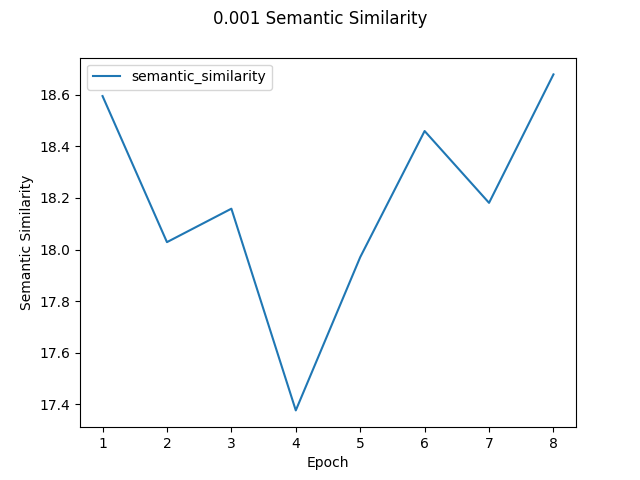 0.001 Semantic Similarity
semantic_similarity
18.6
18.4
18.2
18.0
17.8
17.6
17.4
Semantic Similarity
1 2 3 4 5 6 7 8
Epoch